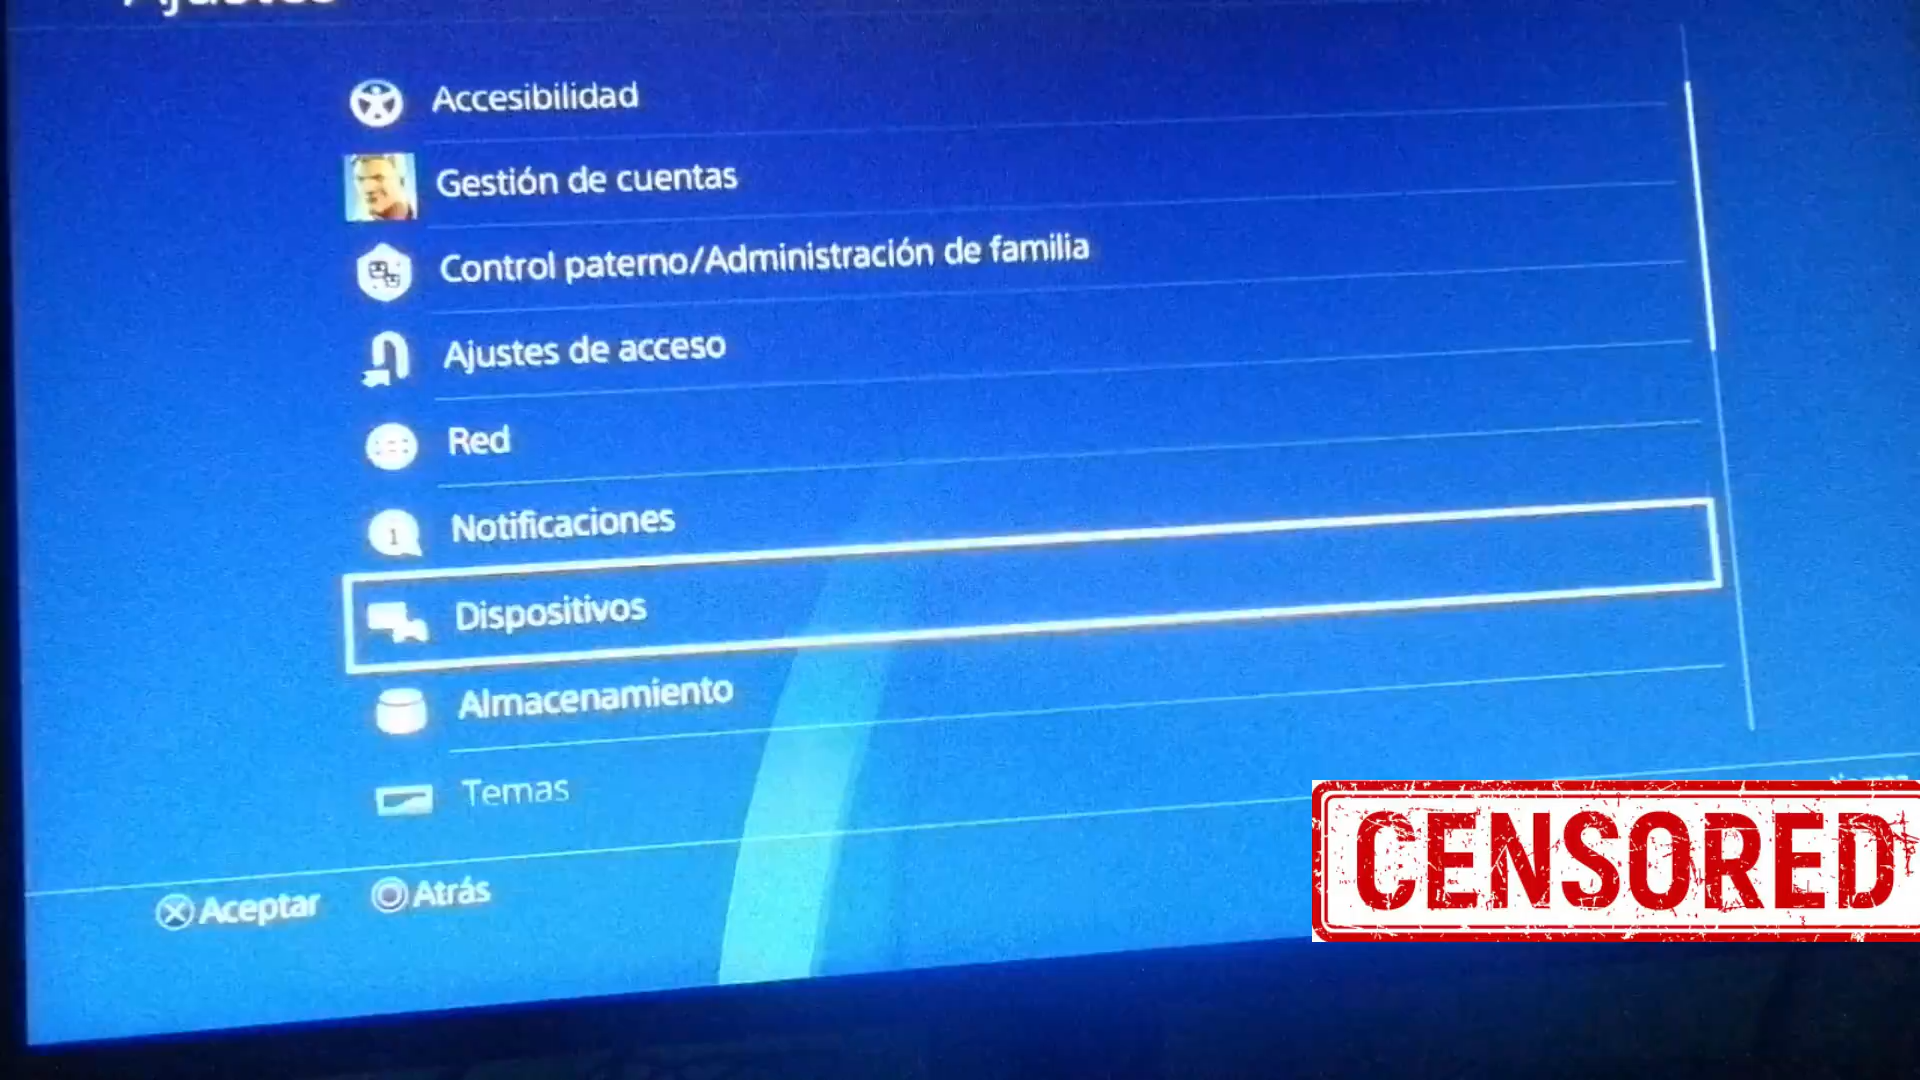 Ajustes
Accesibilidad
Gestión de cuentas
Control paterno/Administración de familia
Ajustes de acceso
Red
Notificaciones
Dispositivos
Almacenamiento
Temas
Aceptar
Atrás
CENSORED